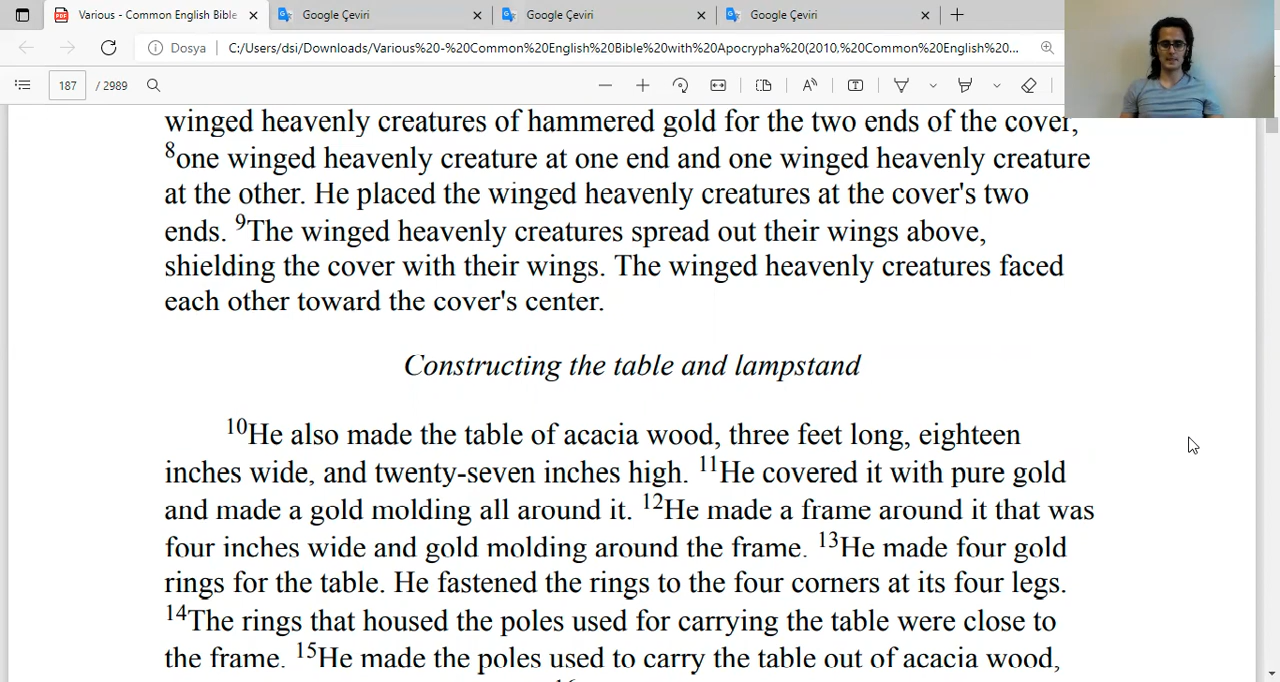 Various - Common English Bible
Google Çeviri
Google Çeviri
Google Çeviri
Dosya
C:/Users/dsi/Downloads/Various%20-%20Common%20English%20Bible%20with%20Apocrypha%20(2010,%20Common%20English%20...
187 / 2989
winged heavenly creatures of hammered gold for the two ends of the cover,
8one winged heavenly creature at one end and one winged heavenly creature
at the other. He placed the winged heavenly creatures at the cover's two
ends. 9The winged heavenly creatures spread out their wings above,
shielding the cover with their wings. The winged heavenly creatures faced
each other toward the cover's center.
Constructing the table and lampstand
10He also made the table of acacia wood, three feet long, eighteen
inches wide, and twenty-seven inches high. 11He covered it with pure gold
and made a gold molding all around it. 12He made a frame around it that was
four inches wide and gold molding around the frame. 13He made four gold
rings for the table. He fastened the rings to the four corners at its four legs.
14The rings that housed the poles used for carrying the table were close to
the frame. 15He made the poles used to carry the table out of acacia wood,